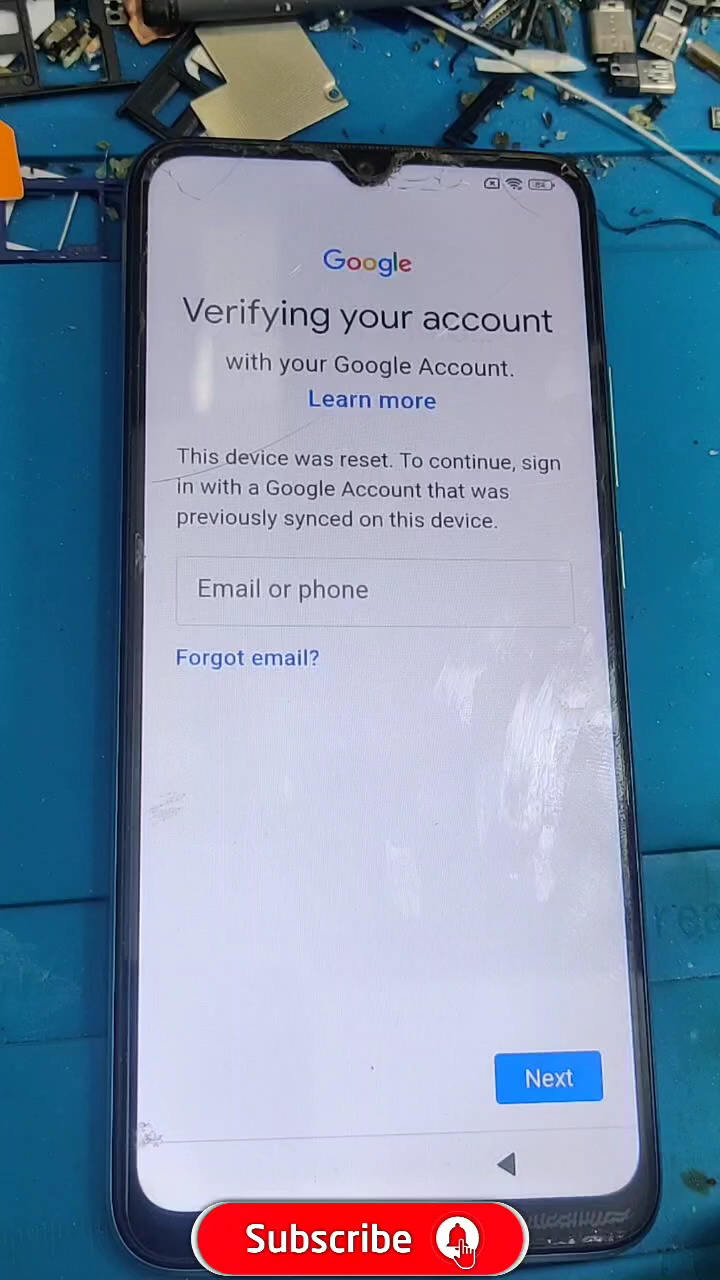 Google
Verifying your account
with your Google Account.
Learn more
This device was reset. To continue, sign
in with a Google Account that was
previously synced on this device.
Email or phone
Forgot email?
Next
Subscribe